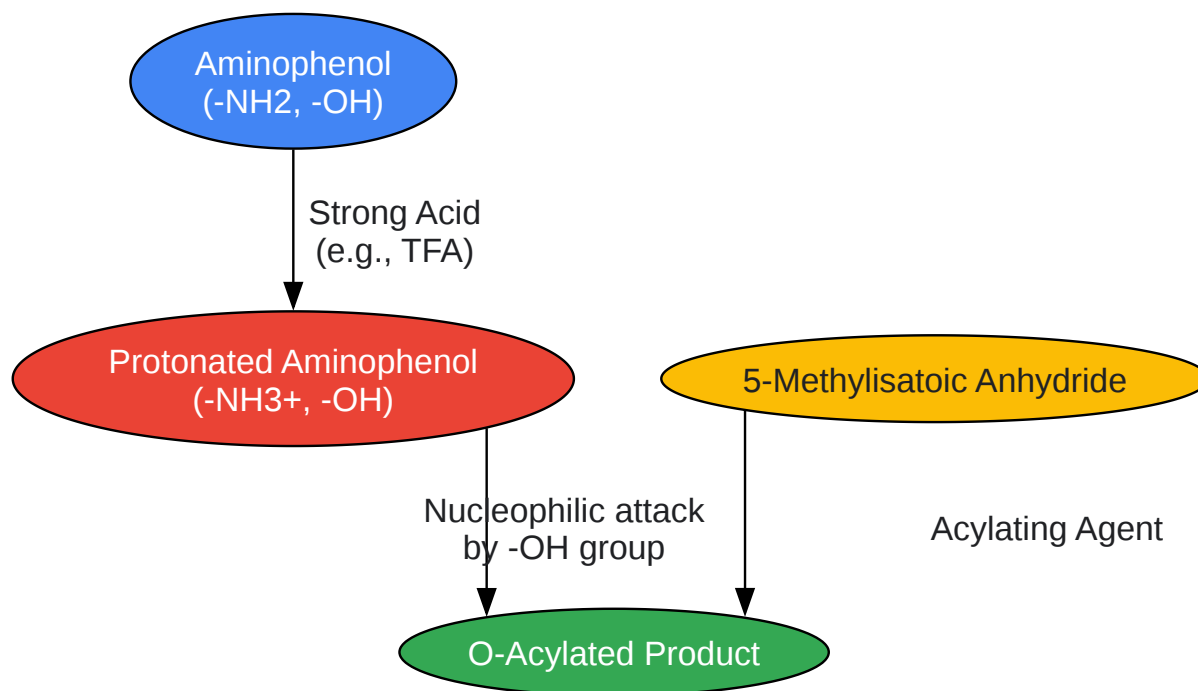 Aminophenol
(-NH2, -OH)
Strong Acid
(e.g., TFA)
Protonated Aminophenol
(-NH3+, -OH)
5-Methylisatoic Anhydride
Nucleophilic attack
by -OH group
Acylating Agent
O-Acylated Product